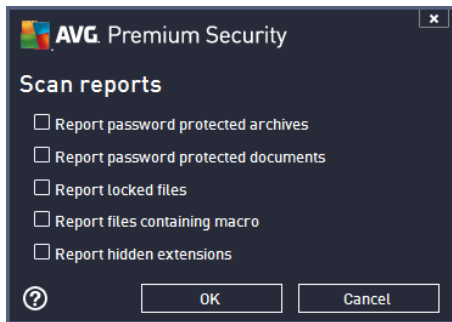 AVG. Premium Security
Scan reports
Report password protected archives
Report password protected documents
Report locked files
Report files containing macro
Report hidden extensions
? OK Cancel